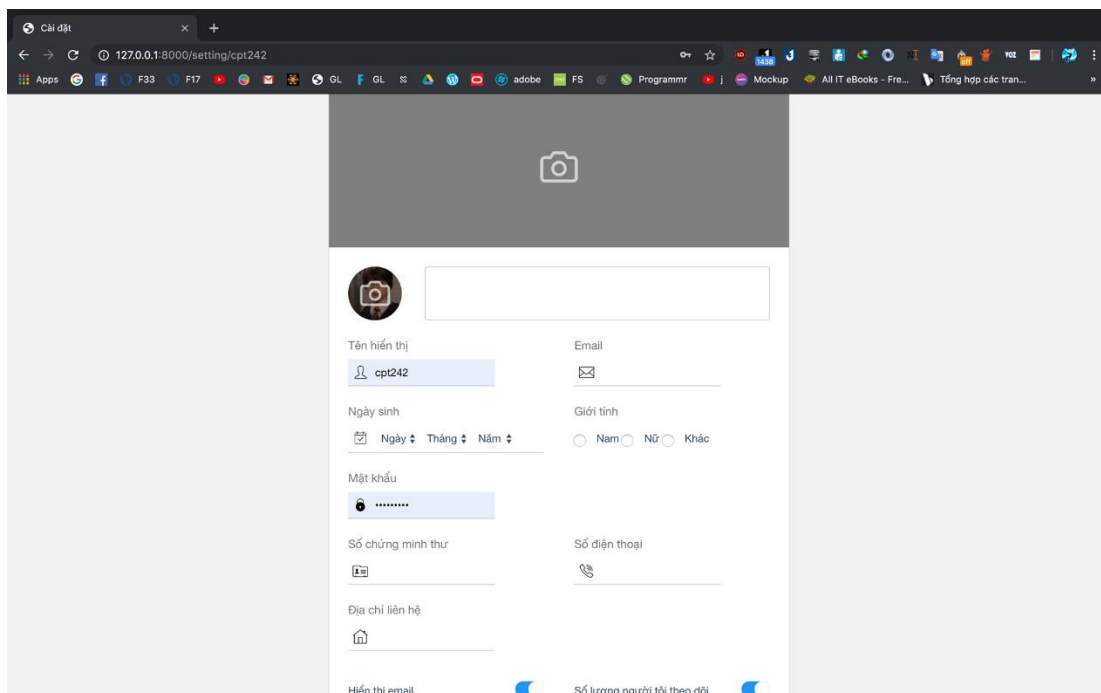 Cài đặt
127.0.0.1:8000/setting/cpt242
1438
off
VOZ
Apps F33 F17 GL GL adobe FS Programmr j Mockup All IT eBooks - Fre... Tổng hợp các tran... »
Tên hiển thị Email
cpt242
Ngày sinh Giới tính
Ngày Tháng Năm Nam Nữ Khác
Mật khẩu
•••••••••
Số chứng minh thư Số điện thoại
Địa chỉ liên hệ
Hiển thị email Số lượng người tôi theo dõi